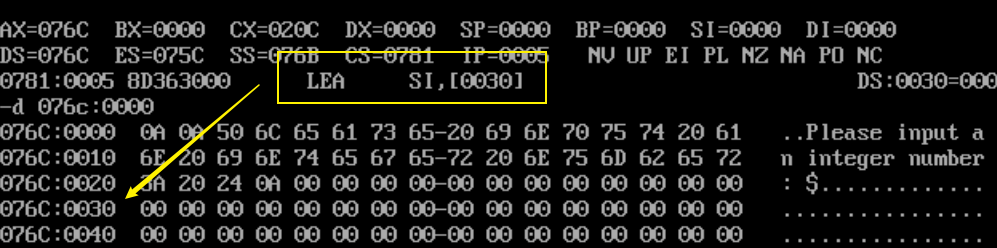 AX=076C BX=0000 CX=020C DX=0000 SP=0000 BP=0000 SI=0000 DI=0000
DS=076C ES=075C SS=076B CS=0781 IP=0005 NV UP EI PL NZ NA PO NC
0781:0005 8D363000 LEA SI,[0030] DS:0030=000
-d 076c:0000
076C:0000 0A 0A 50 6C 65 61 73 65-20 69 6E 70 75 74 20 61 ..Please input a
076C:0010 6E 20 69 6E 74 65 67 65-72 20 6E 75 6D 62 65 72 n integer number
076C:0020 3A 20 24 0A 00 00 00 00-00 00 00 00 00 00 00 00 : $.............
076C:0030 00 00 00 00 00 00 00 00-00 00 00 00 00 00 00 00 ................
076C:0040 00 00 00 00 00 00 00 00-00 00 00 00 00 00 00 00 ................